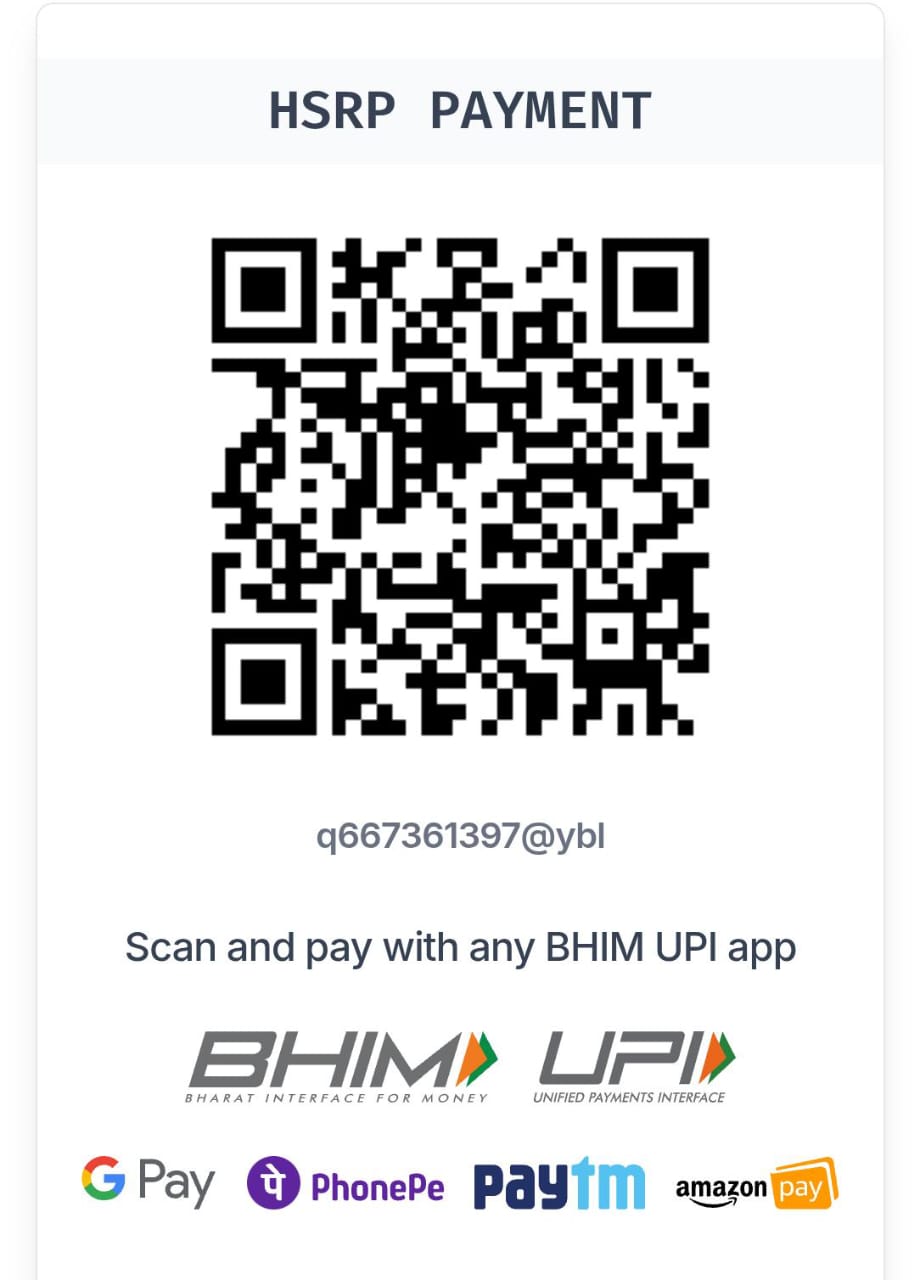 HSRP PAYMENT
q667361397@ybl
Scan and pay with any BHIM UPI app
BHIM UPI
BHARAT INTERFACE FOR MONEY UNIFIED PAYMENTS INTERFACE
G Pay पे PhonePe paytm amazon pay